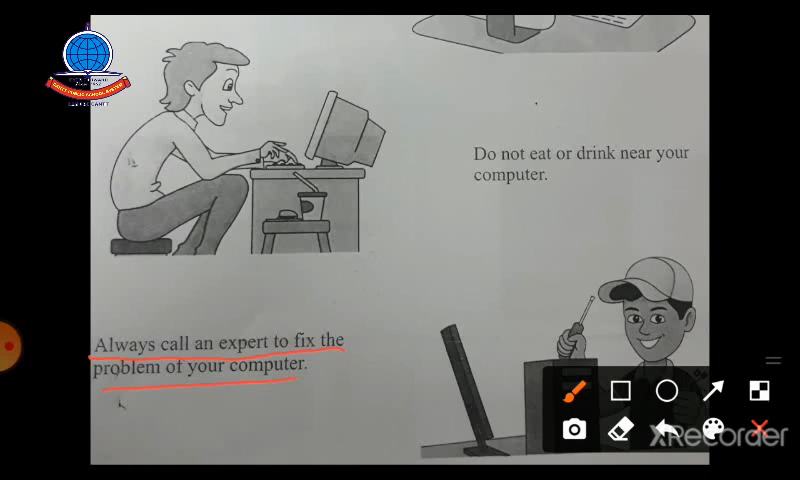 Do not eat or drink near your
computer.
Always call an expert to fix the
problem of your computer.
XRecorder